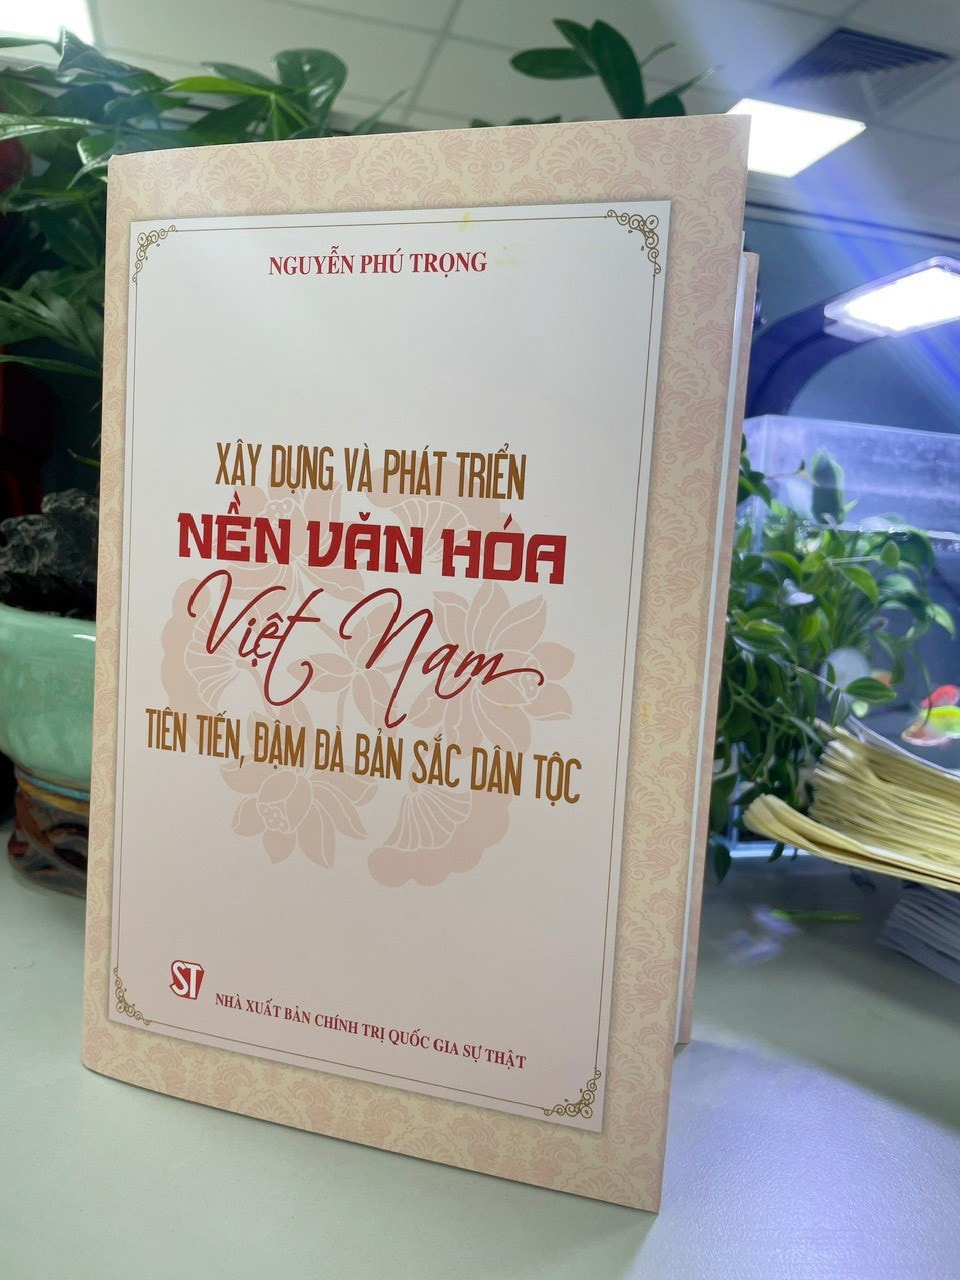 NGUYỄN PHÚ TRỌNG
XÂY DỰNG VÀ PHÁT TRIỂN
NỀN VĂN HÓA
Việt Nam
TIÊN TIẾN, ĐẬM ĐÀ BẢN SẮC DÂN TỘC
ST
NHÀ XUẤT BẢN CHÍNH TRỊ QUỐC GIA SỰ THẬT